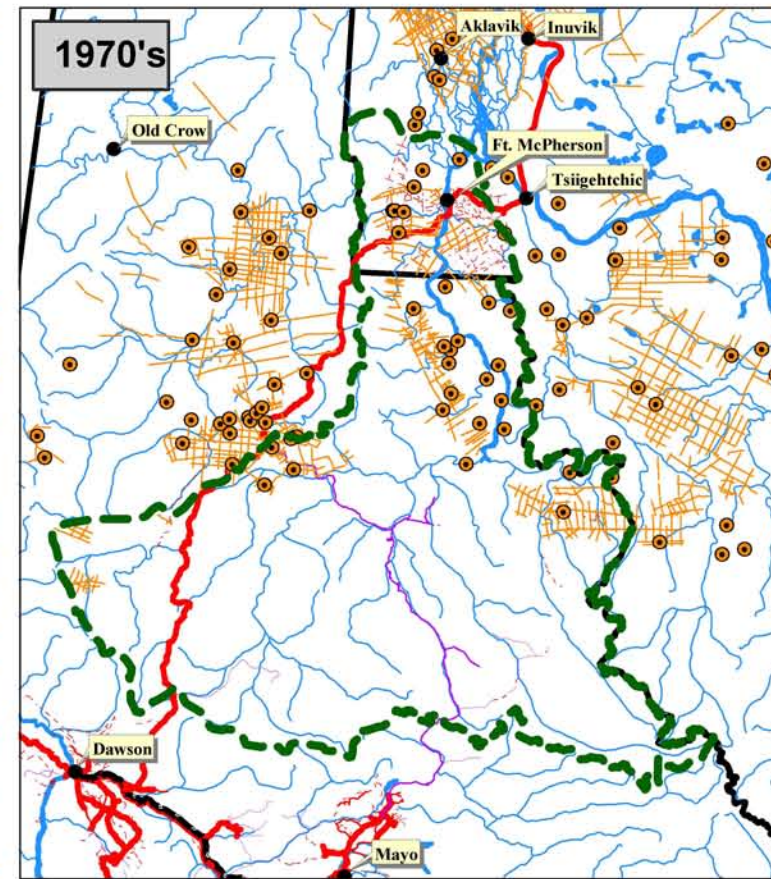 1970's
Aklavik
Inuvik
Old Crow
Ft. McPherson
Tsiigehtchic
Dawson
Mayo